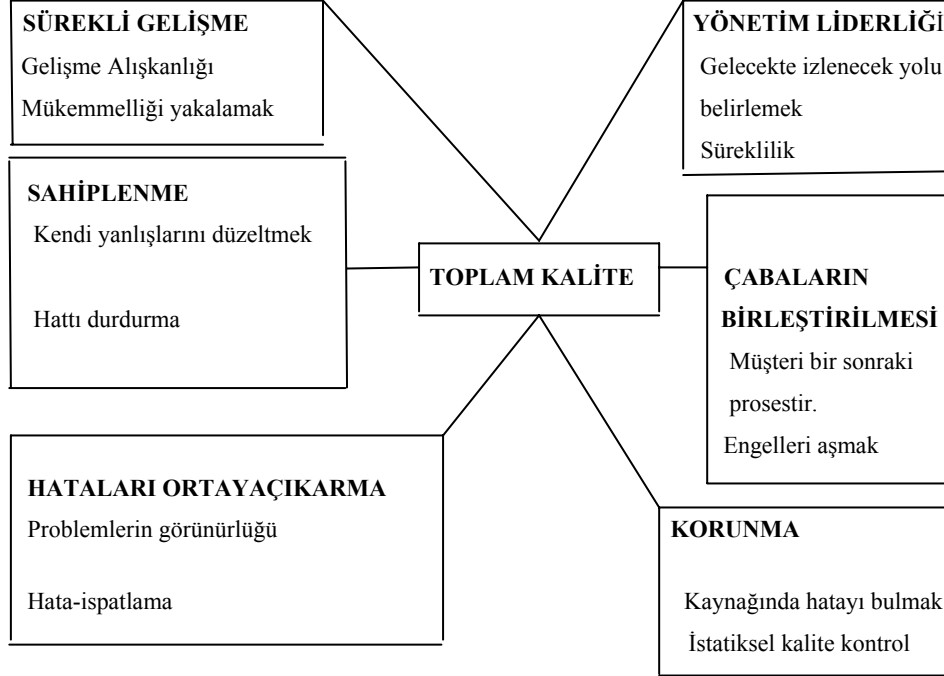 SÜREKLİ GELİŞME
Gelişme Alışkanlığı
Mükemmelliği yakalamak
YÖNETİM LİDERLİĞİ
Gelecekte izlenecek yolu
belirlemek
Süreklilik
SAHİPLENME
Kendi yanlışlarını düzeltmek
Hattı durdurma
TOPLAM KALİTE
ÇABALARIN
BİRLEŞTİRİLMESİ
Müşteri bir sonraki
prosestir.
Engelleri aşmak
HATALARI ORTAYAÇIKARMA
Problemlerin görünürlüğü
Hata-ispatlama
KORUNMA
Kaynağında hatayı bulmak
İstatiksel kalite kontrol